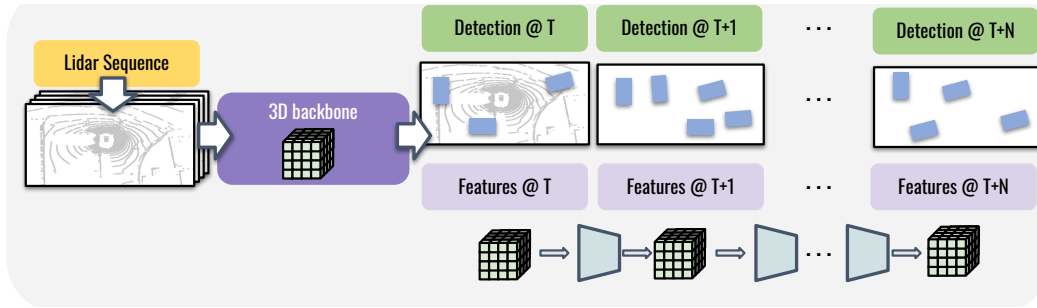 Detection @ T
Detection @ T+1
...
Detection @ T+N
Lidar Sequence
3D backbone
...
Features @ T
Features @ T+1
...
Features @ T+N
...